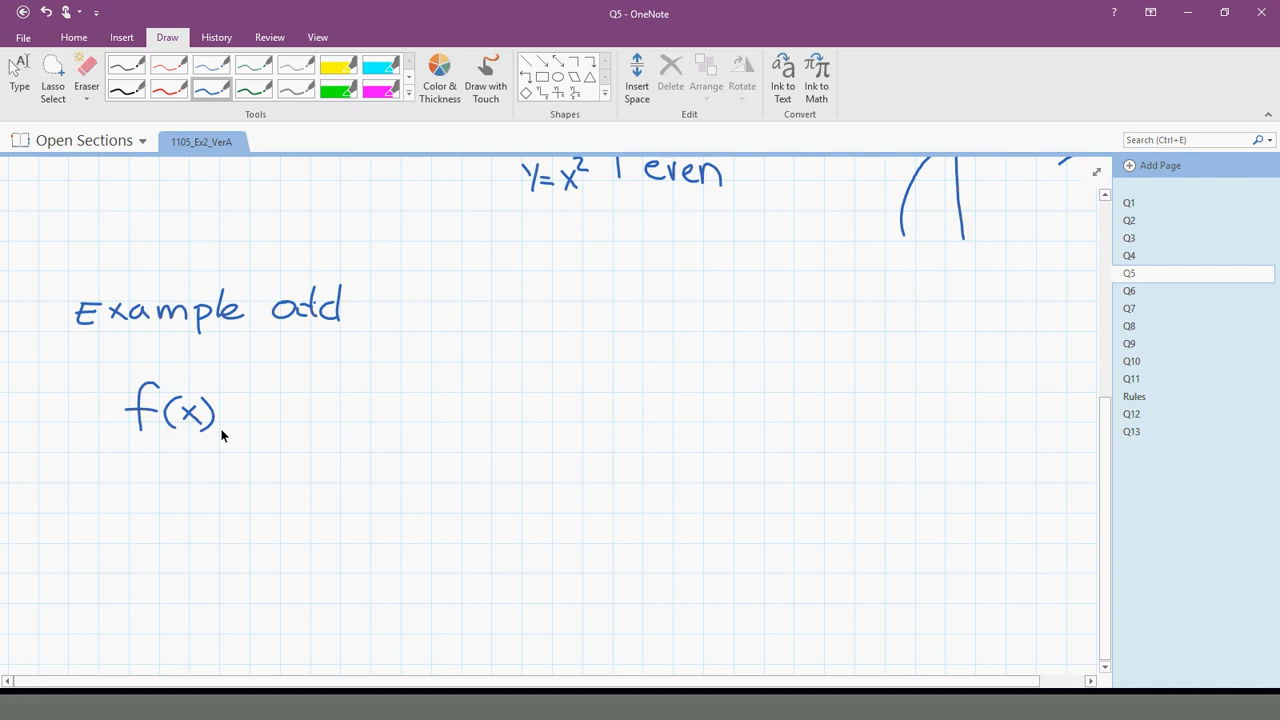 Q5 - OneNote
File Home Insert Draw History Review View
Type
Lasso Select
Eraser
Color & Thickness
Draw with Touch
Insert Space
Delete
Arrange
Rotate
Ink to Text
Ink to Math
Tools
Shapes
Edit
Convert
Open Sections
1105_Ex2_VerA
Search (Ctrl+E)
Add Page
y=x² even
Example odd
f(x)
Q1
Q2
Q3
Q4
Q5
Q6
Q7
Q8
Q9
Q10
Q11
Rules
Q12
Q13